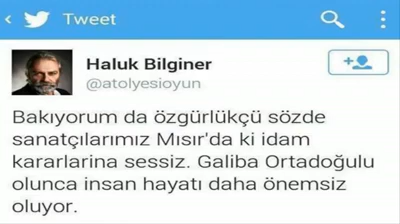 Tweet
Haluk Bilginer
@atolyesioyun
Bakıyorum da özgürlükçü sözde
sanatçılarımız Mısır'da ki idam
kararlarina sessiz. Galiba Ortadoğulu
olunca insan hayatı daha önemsiz
oluyor.